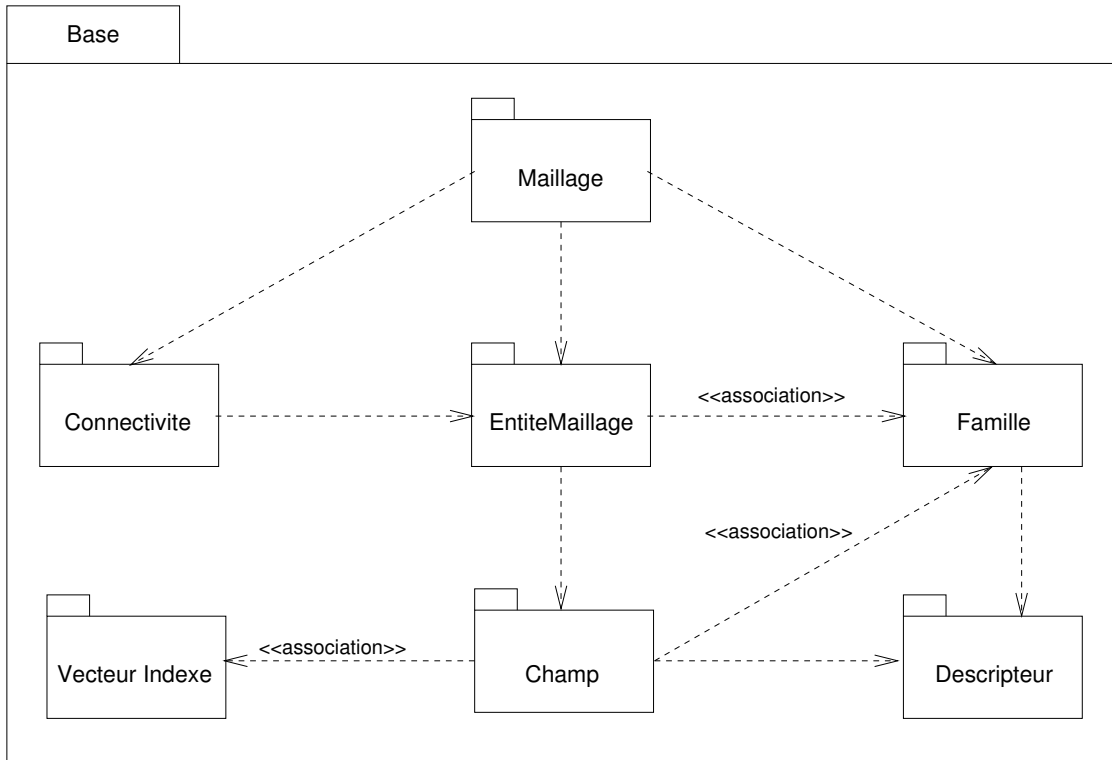 Base
Maillage
Connectivite
EntiteMaillage
<<association>>
Famille
<<association>>
Vecteur Indexe
<<association>>
Champ
Descripteur